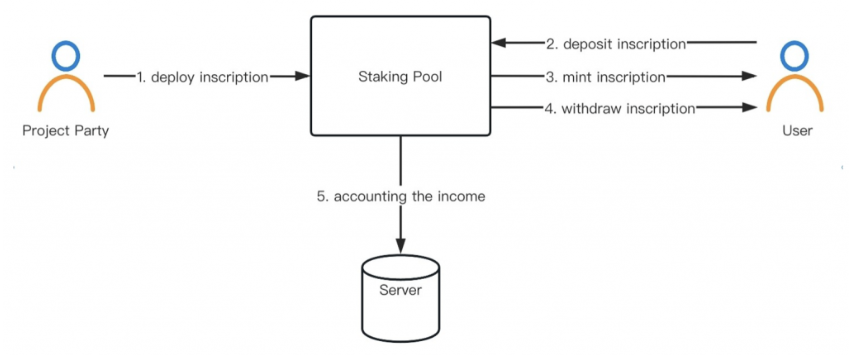 2. deposit inscription
1. deploy inscription
Staking Pool
3. mint inscription
4. withdraw inscription
Project Party
User
5. accounting the income
Server